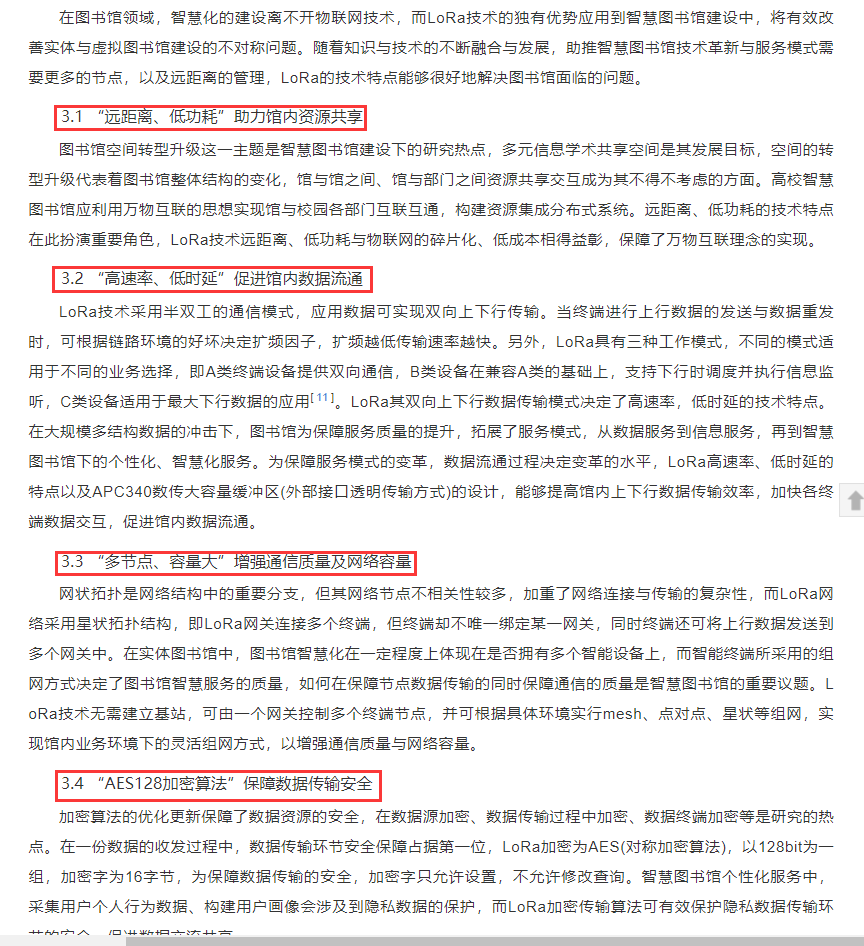 在图书馆领域，智慧化的建设离不开物联网技术，而LoRa技术的独有优势应用到智慧图书馆建设中，将有效改
善实体与虚拟图书馆建设的不对称问题。随着知识与技术的不断融合与发展，助推智慧图书馆技术革新与服务模式需
要更多的节点，以及远距离的管理，LoRa的技术特点能够很好地解决图书馆面临的问题。
3.1 “远距离、低功耗”助力馆内资源共享
图书馆空间转型升级这一主题是智慧图书馆建设下的研究热点，多元信息学术共享空间是其发展目标，空间的转
型升级代表着图书馆整体结构的变化，馆与馆之间、馆与部门之间资源共享交互成为其不得不考虑的方面。高校智慧
图书馆应利用万物互联的思想实现馆与校园各部门互联互通，构建资源集成分布式系统。远距离、低功耗的技术特点
在此扮演重要角色，LoRa技术远距离、低功耗与物联网的碎片化、低成本相得益彰，保障了万物互联理念的实现。
3.2 “高速率、低时延”促进馆内数据流通
LoRa技术采用半双工的通信模式，应用数据可实现双向上下行传输。当终端进行上行数据的发送与数据重发
时，可根据链路环境的好坏决定扩频因子，扩频越低传输速率越快。另外，LoRa具有三种工作模式，不同的模式适
用于不同的业务选择，即A类终端设备提供双向通信，B类设备在兼容A类的基础上，支持下行时调度并执行信息监
听，C类设备适用于最大下行数据的应用[11]。LoRa其双向上下行数据传输模式决定了高速率，低时延的技术特点。
在大规模多结构数据的冲击下，图书馆为保障服务质量的提升，拓展了服务模式，从数据服务到信息服务，再到智慧
图书馆下的个性化、智慧化服务。为保障服务模式的变革，数据流通过程决定变革的水平，LoRa高速率、低时延的
特点以及APC340数传大容量缓冲区(外部接口透明传输方式)的设计，能够提高馆内上下行数据传输效率，加快各终
端数据交互，促进馆内数据流通。
3.3 “多节点、容量大”增强通信质量及网络容量
网状拓扑是网络结构中的重要分支，但其网络节点不相关性较多，加重了网络连接与传输的复杂性，而LoRa网
络采用星状拓扑结构，即LoRa网关连接多个终端，但终端却不唯一绑定某一网关，同时终端还可将上行数据发送到
多个网关中。在实体图书馆中，图书馆智慧化在一定程度上体现在是否拥有多个智能设备上，而智能终端所采用的组
网方式决定了图书馆智慧服务的质量，如何在保障节点数据传输的同时保障通信的质量是智慧图书馆的重要议题。L
oRa技术无需建立基站，可由一个网关控制多个终端节点，并可根据具体环境实行mesh、点对点、星状等组网，实
现馆内业务环境下的灵活组网方式，以增强通信质量与网络容量。
3.4 “AES128加密算法”保障数据传输安全
加密算法的优化更新保障了数据资源的安全，在数据源加密、数据传输过程中加密、数据终端加密等是研究的热
点。在一份数据的收发过程中，数据传输环节安全保障占据第一位，LoRa加密为AES(对称加密算法)，以128bit为一
组，加密字为16字节，为保障数据传输的安全，加密字只允许设置，不允许修改查询。智慧图书馆个性化服务中，
采集用户个人行为数据、构建用户画像会涉及到隐私数据的保护，而LoRa加密传输算法可有效保护隐私数据传输环
节的安全，促进数据交流共享。